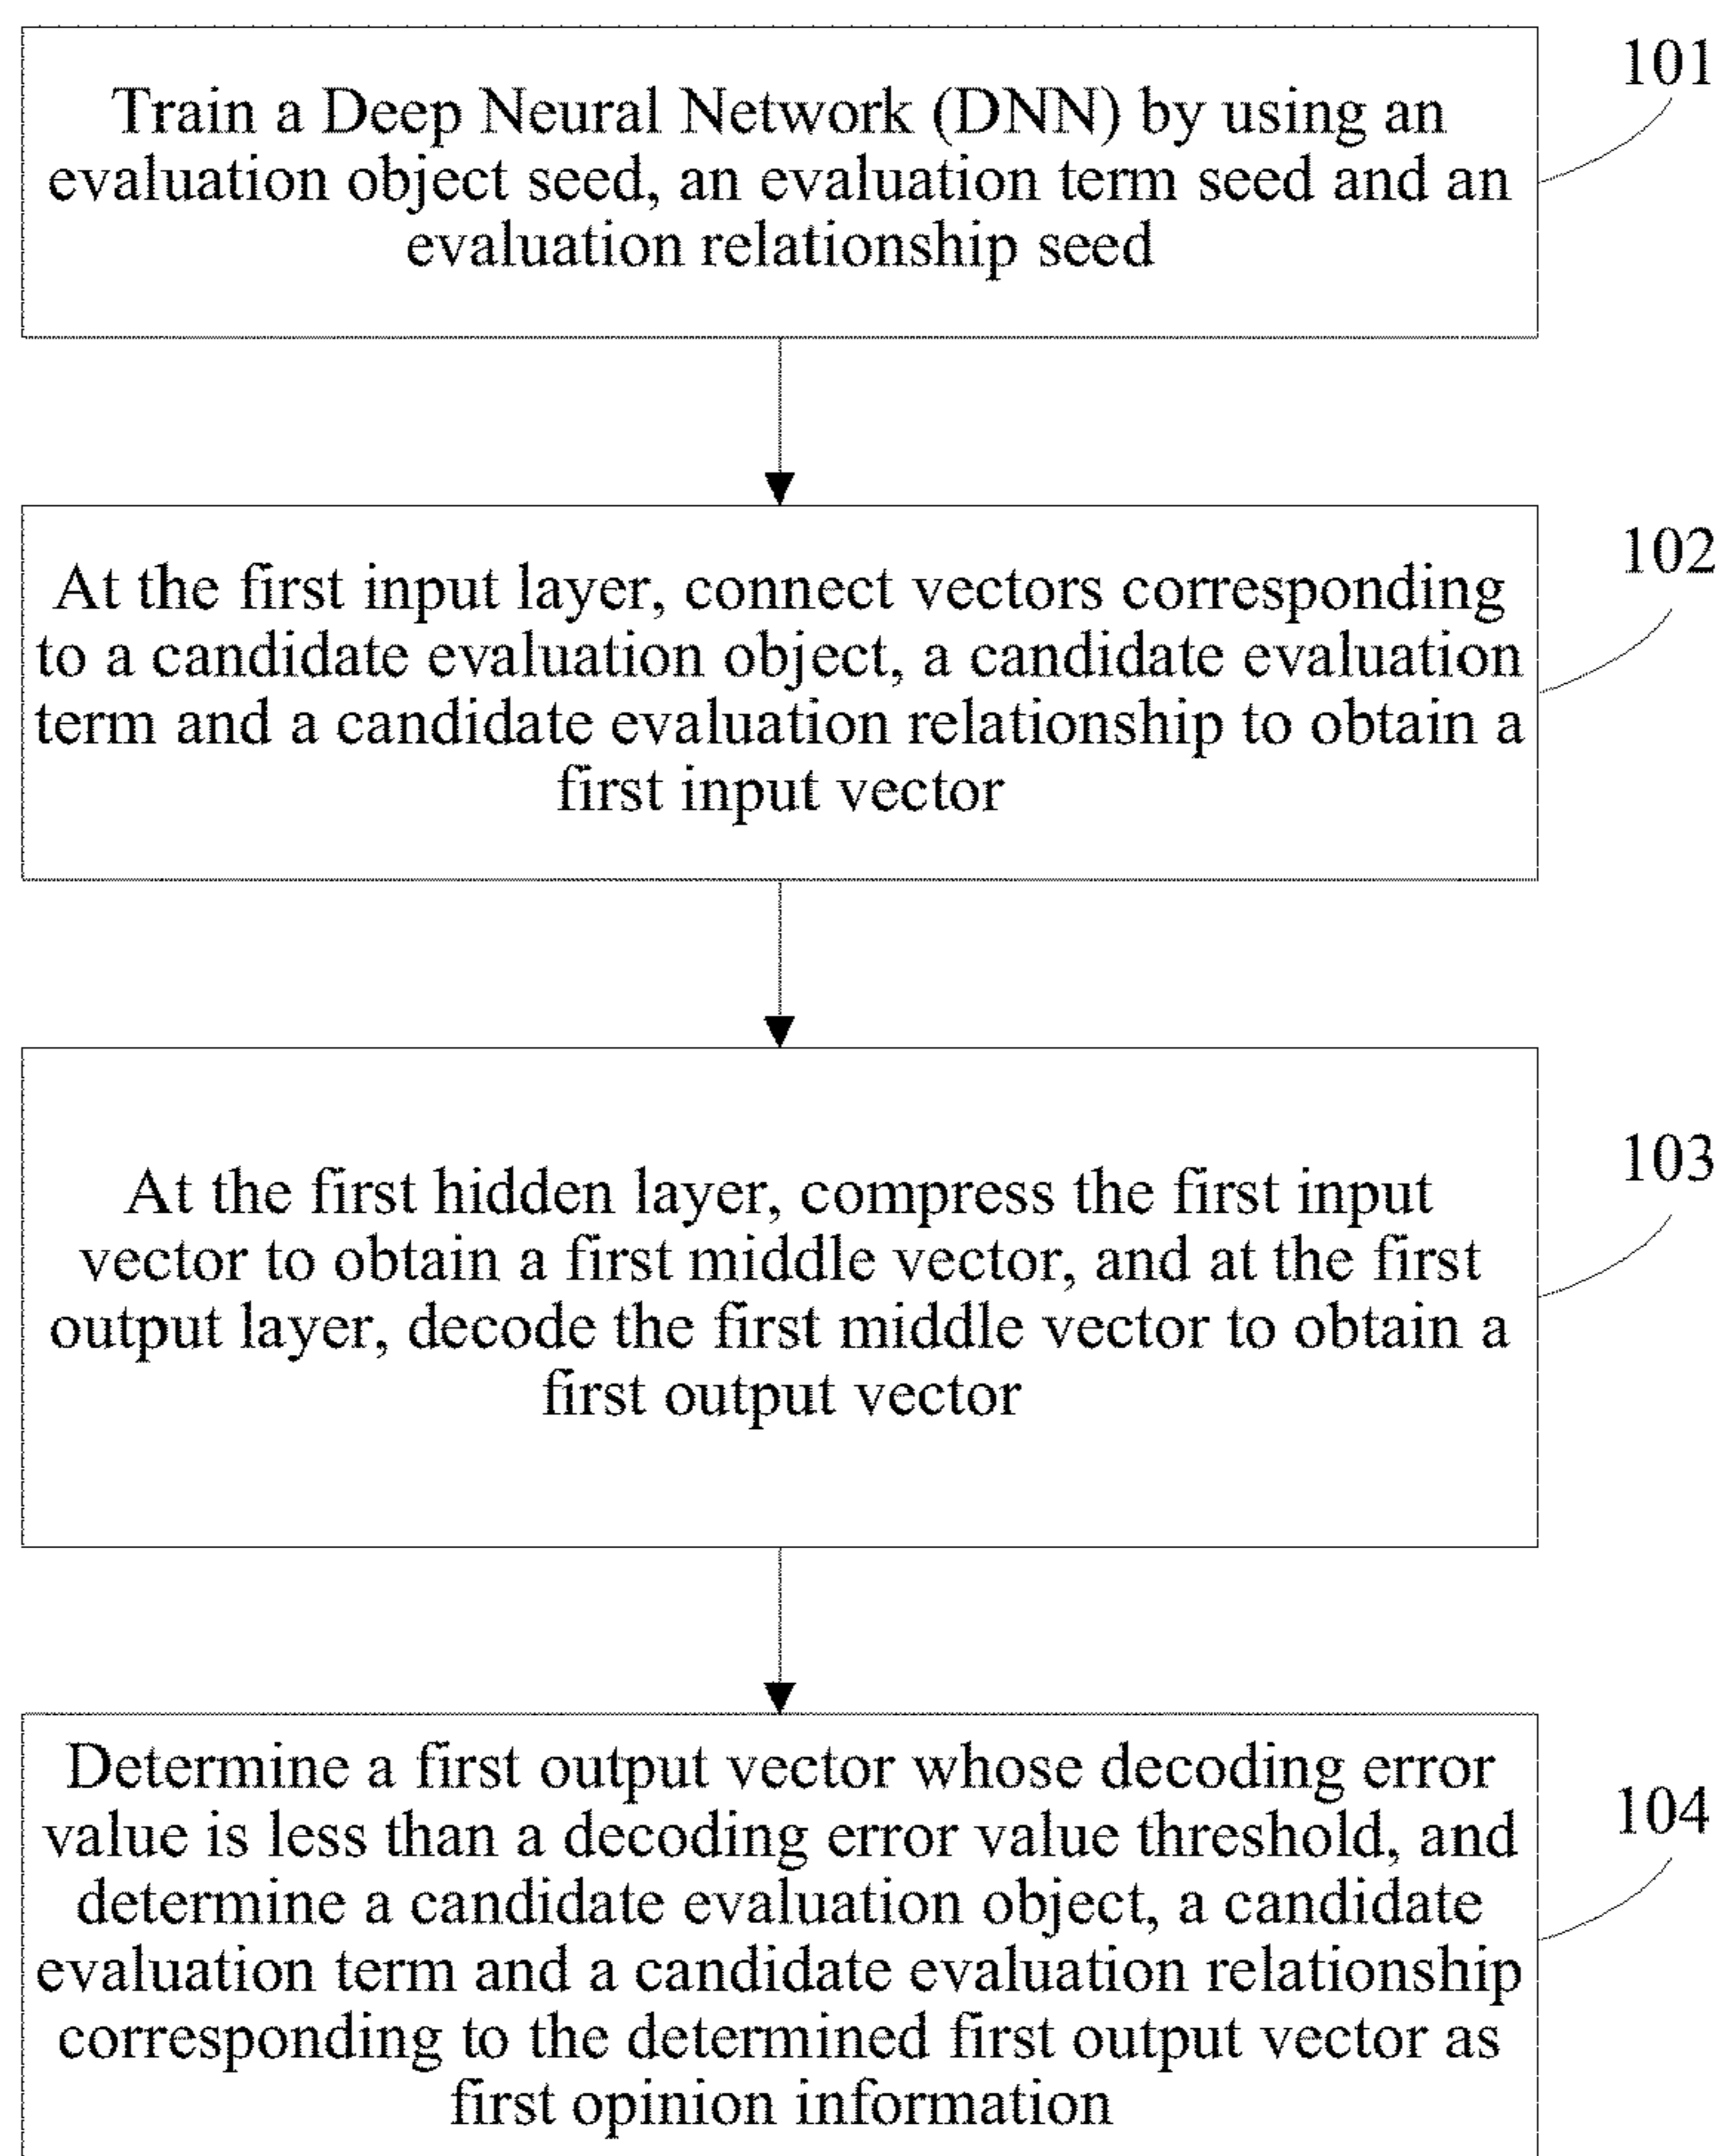 Train a Deep Neural Network (DNN) by using an
evaluation object seed, an evaluation term seed and an
evaluation relationship seed
101
At the first input layer, connect vectors corresponding
to a candidate evaluation object, a candidate evaluation
term and a candidate evaluation relationship to obtain a
first input vector
102
At the first hidden layer, compress the first input
vector to obtain a first middle vector, and at the first
output layer, decode the first middle vector to obtain a
first output vector
103
Determine a first output vector whose decoding error
value is less than a decoding error value threshold, and
determine a candidate evaluation object, a candidate
evaluation term and a candidate evaluation relationship
corresponding to the determined first output vector as
first opinion information
104